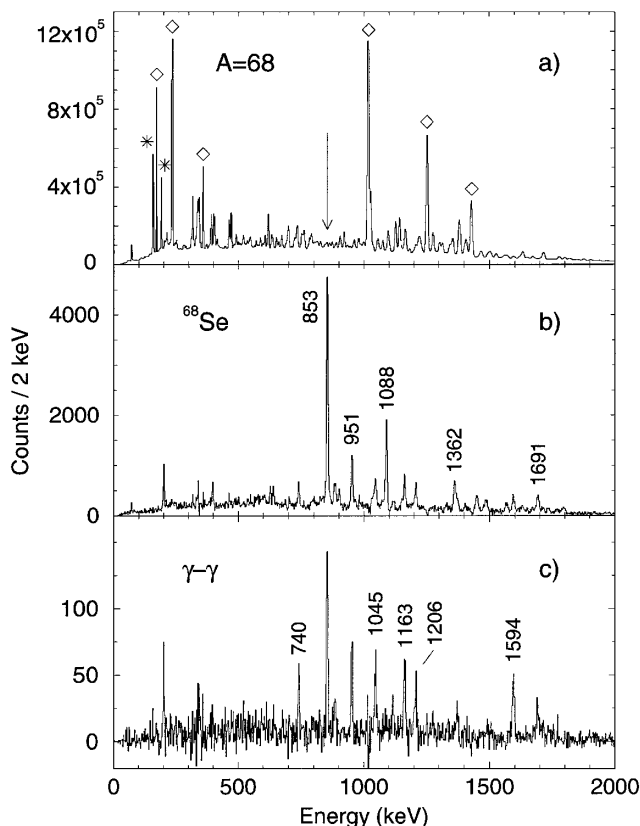 12x10⁵
A=68
a)
8x10⁵
4x10⁵
0
Counts / 2 keV
⁶⁸Se
b)
4000
2000
0
853
951
1088
1362
1691
γ–γ
c)
100
50
0
740
1045
1163
1206
1594
0 500 1000 1500 2000
Energy (keV)